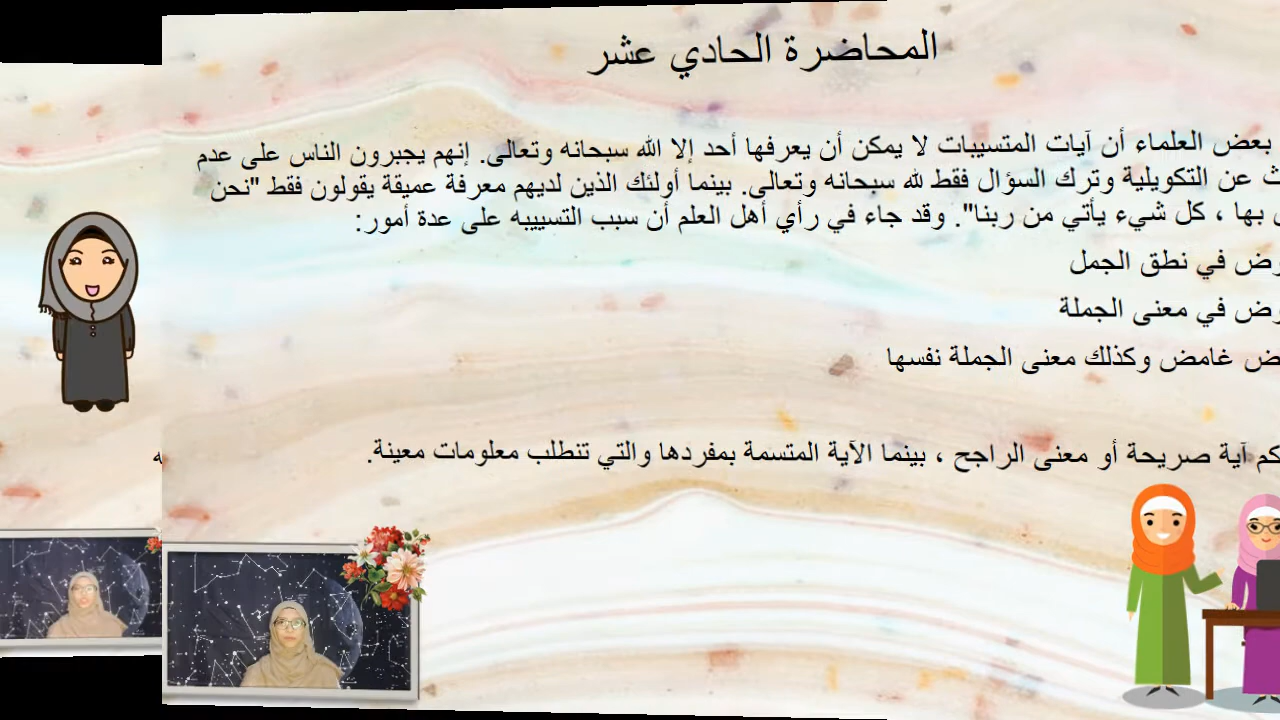 المحاضرة الحادي عشر
بعض العلماء أن آيات المتسيبات لا يمكن أن يعرفها أحد إلا الله سبحانه وتعالى. إنهم يجبرون الناس على عدم
عن التكويلية وترك السؤال فقط لله سبحانه وتعالى. بينما أولئك الذين لديهم معرفة عميقة يقولون فقط "نحن
بها ، كل شيء يأتي من ربنا". وقد جاء في رأي أهل العلم أن سبب التسييبه على عدة أمور:
في نطق الجمل
في معنى الجملة
غامض وكذلك معنى الجملة نفسها
آية صريحة أو معنى الراجح ، بينما الآية المتسمة بمفردها والتي تتطلب معلومات معينة.